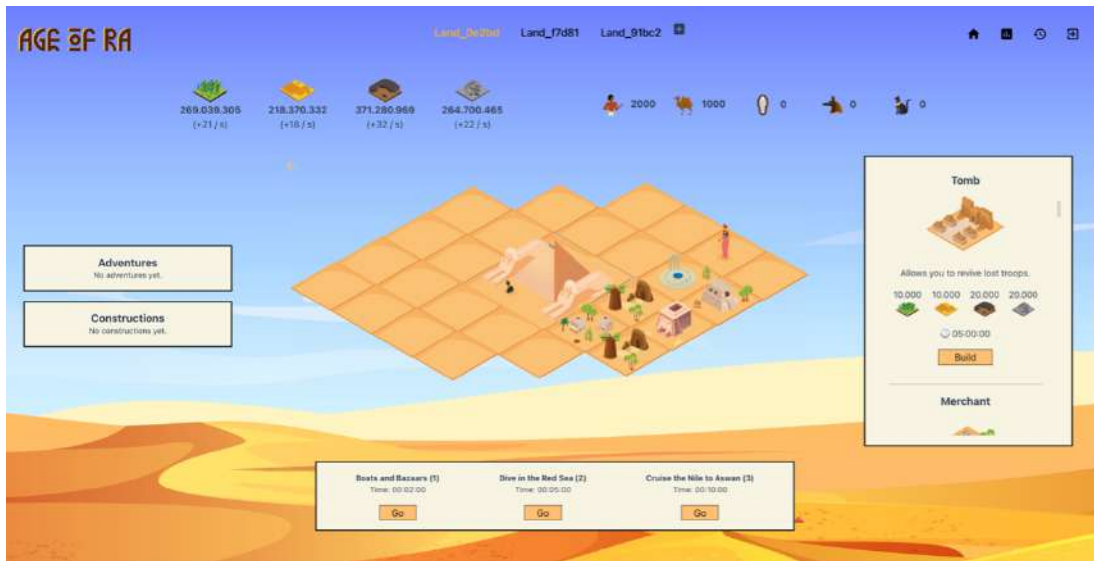 AGE OF RA
Land_0e2bd Land_f7d81 Land_91bc2
269.039.305 218.370.332 371.280.969 264.700.465
(+21 / s) (+18 / s) (+32 / s) (+22 / s)
2000 1000 0 0 0
Adventures
No adventures yet.
Constructions
No constructions yet.
Tomb
Allows you to revive lost troops.
10.000 10.000 20.000 20.000
05:00:00
Build
Merchant
Boats and Bazaars (1) Dive in the Red Sea (2) Cruise the Nile to Aswan (3)
Time: 00:02:00 Time: 00:05:00 Time: 00:10:00
Go Go Go